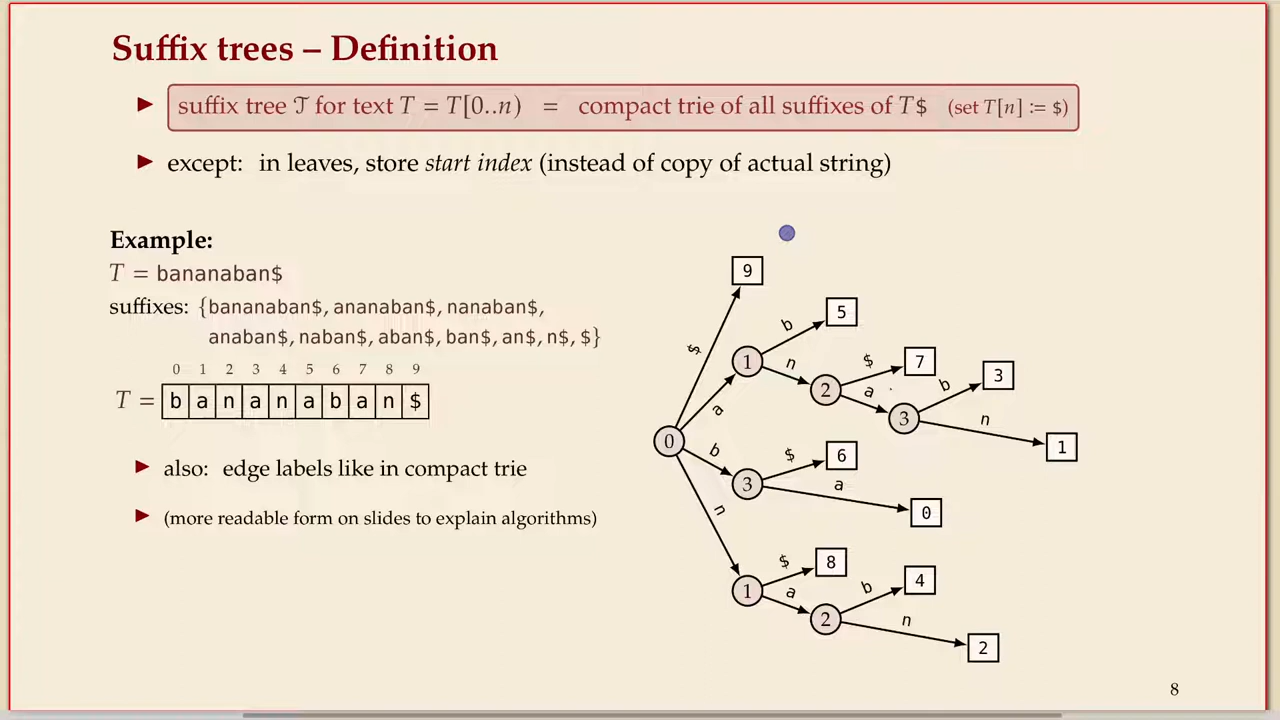 Suffix trees – Definition
▶ suffix tree 𝒯 for text T = T[0..n) = compact trie of all suffixes of T$ (set T[n] := $)
▶ except: in leaves, store start index (instead of copy of actual string)
Example:
T = bananaban$
suffixes: {bananaban$, ananaban$, nanaban$,
anaban$, naban$, aban$, ban$, an$, n$, $}
0 1 2 3 4 5 6 7 8 9
T = b a n a n a b a n $
▶ also: edge labels like in compact trie
▶ (more readable form on slides to explain algorithms)
9
b 5
$
1 n $ 7
2 a b 3
a 3 n
1
0
b $ 6
3 a
0
n
$ 8
1 a b 4
2 n
2
8